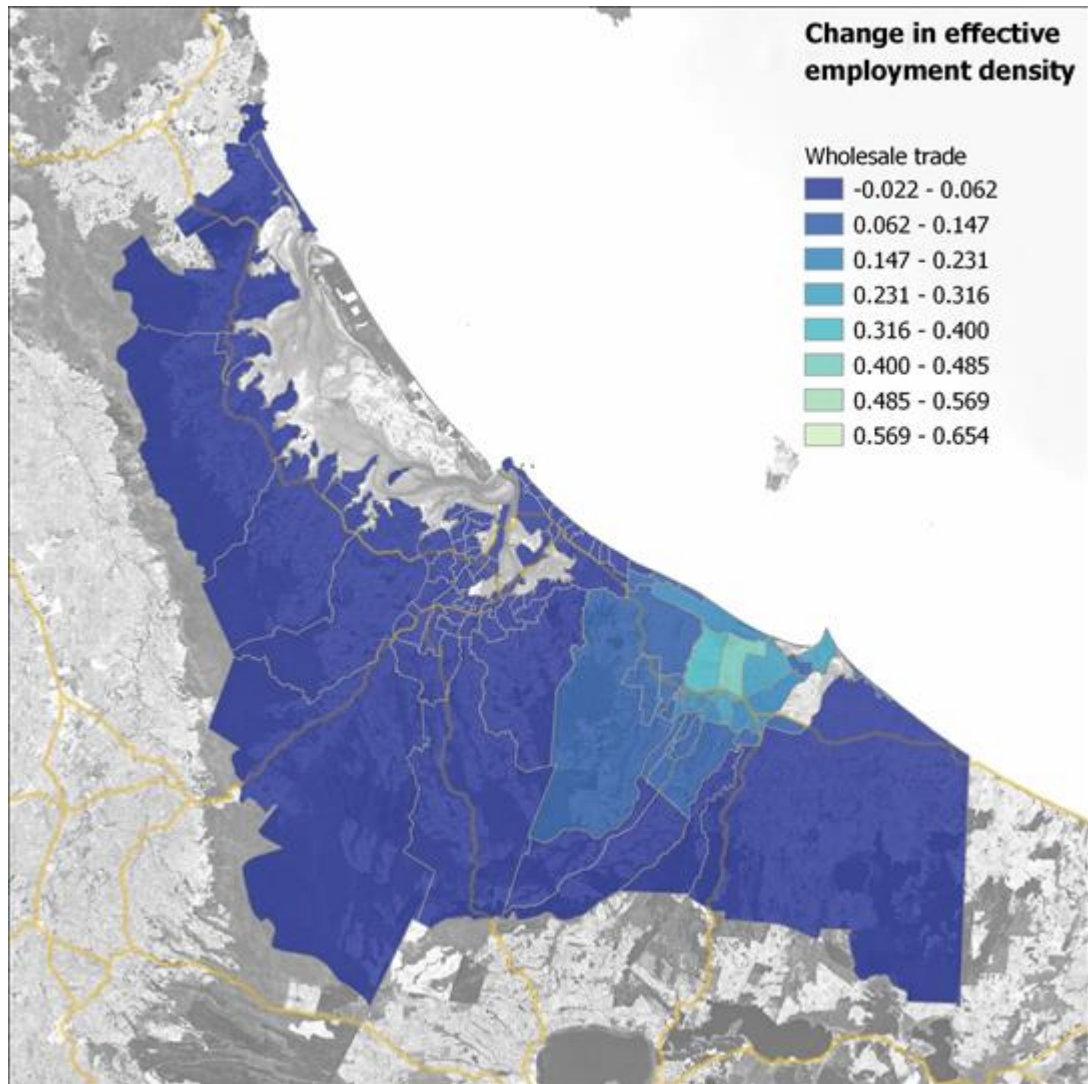 Change in effective
employment density
Wholesale trade
-0.022 - 0.062
0.062 - 0.147
0.147 - 0.231
0.231 - 0.316
0.316 - 0.400
0.400 - 0.485
0.485 - 0.569
0.569 - 0.654